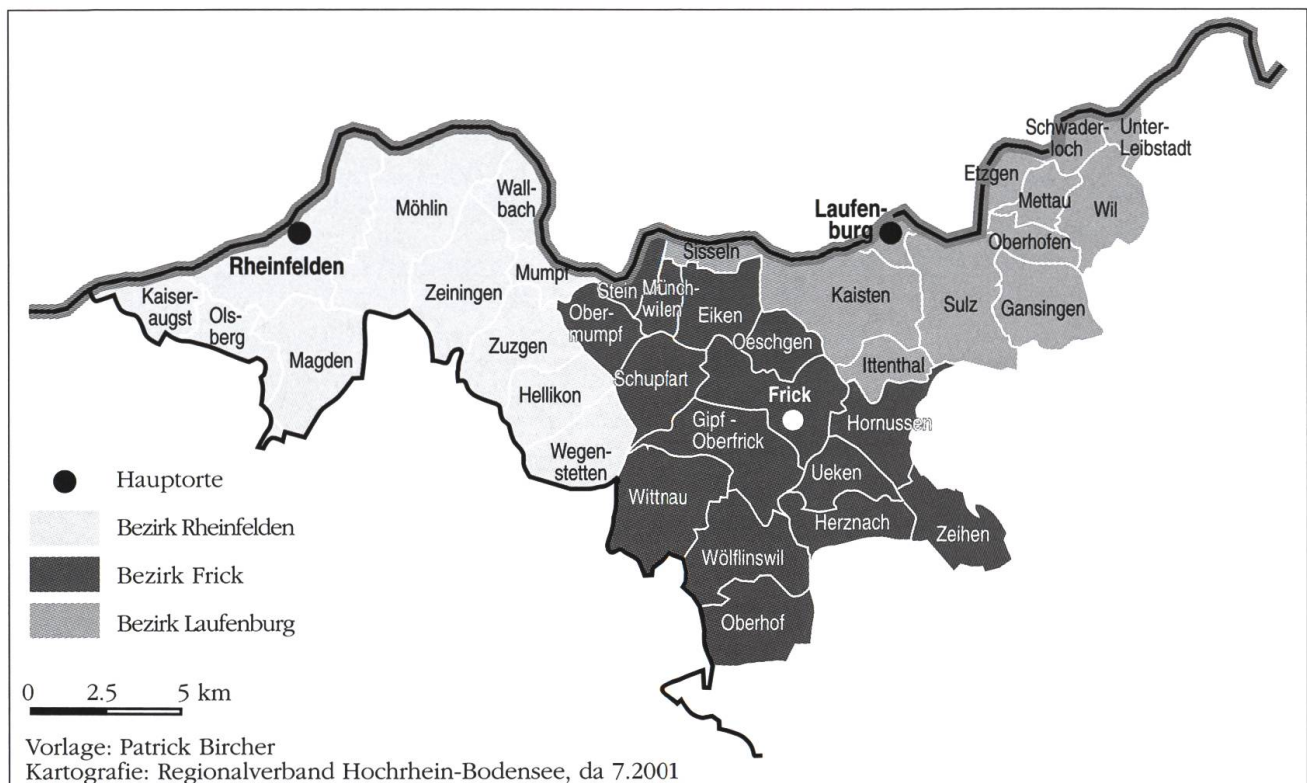 Schwader-
loch
Unter-
Leibstadt
Etzgen
Mettau
Wil
Wall-
bach
Möhlin
Laufen-
burg
Oberhofen
Rheinfelden
Sisseln
Mumpf
Kaiser-
augst
Zeiningen
Stein
Münch-
wilen
Kaisten
Sulz
Gansingen
Ols-
berg
Ober-
mumpf
Eiken
Oeschgen
Magden
Zuzgen
Ittenthal
Schupfart
Hellikon
Frick
Gipf -
Oberfrick
Hornussen
Wegen-
stetten
Ueken
Wittnau
Herznach
Zeihen
Wölflinswil
Oberhof
Hauptorte
Bezirk Rheinfelden
Bezirk Frick
Bezirk Laufenburg
0 2.5 5 km
Vorlage: Patrick Bircher
Kartografie: Regionalverband Hochrhein-Bodensee, da 7.2001